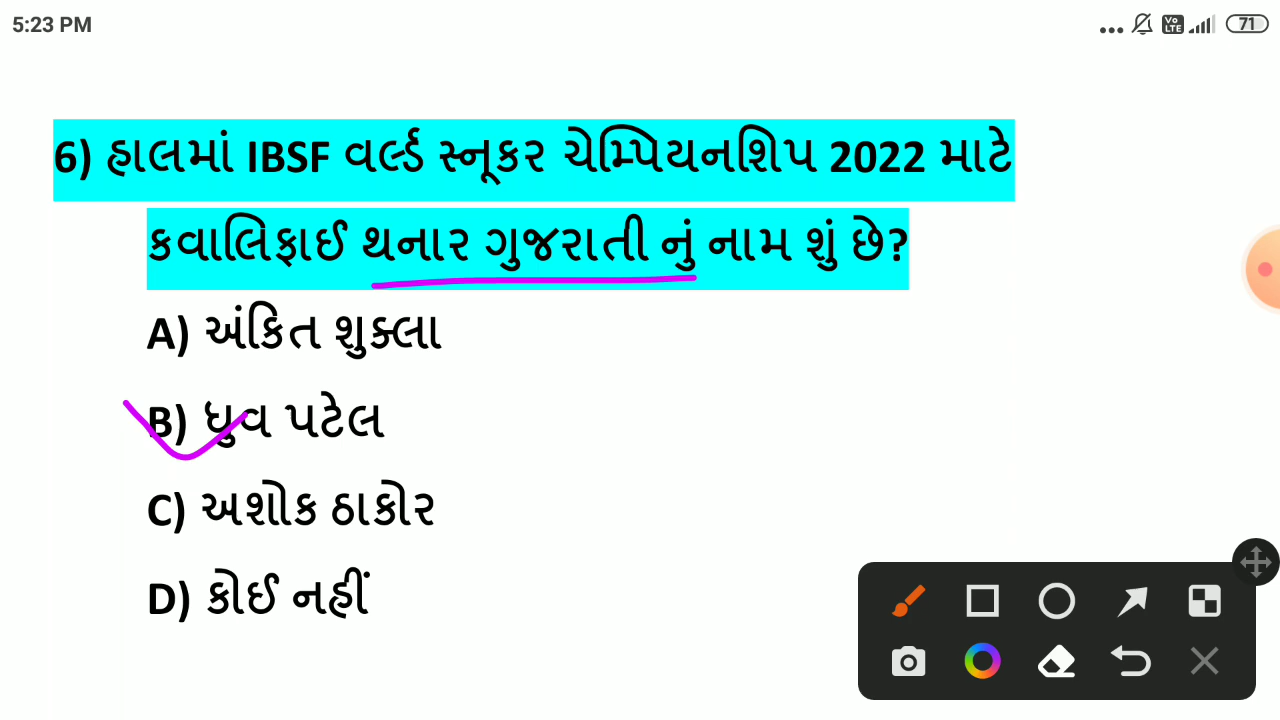 5:23 PM
71
6) હાલમાં IBSF વર્લ્ડ સ્નૂકર ચેમ્પિયનશિપ 2022 માટે
કવાલિફાઈ થનાર ગુજરાતી નું નામ શું છે?
A) અંકિત શુક્લા
B) ધ્રુવ પટેલ
C) અશોક ઠાકોર
D) કોઈ નહીં